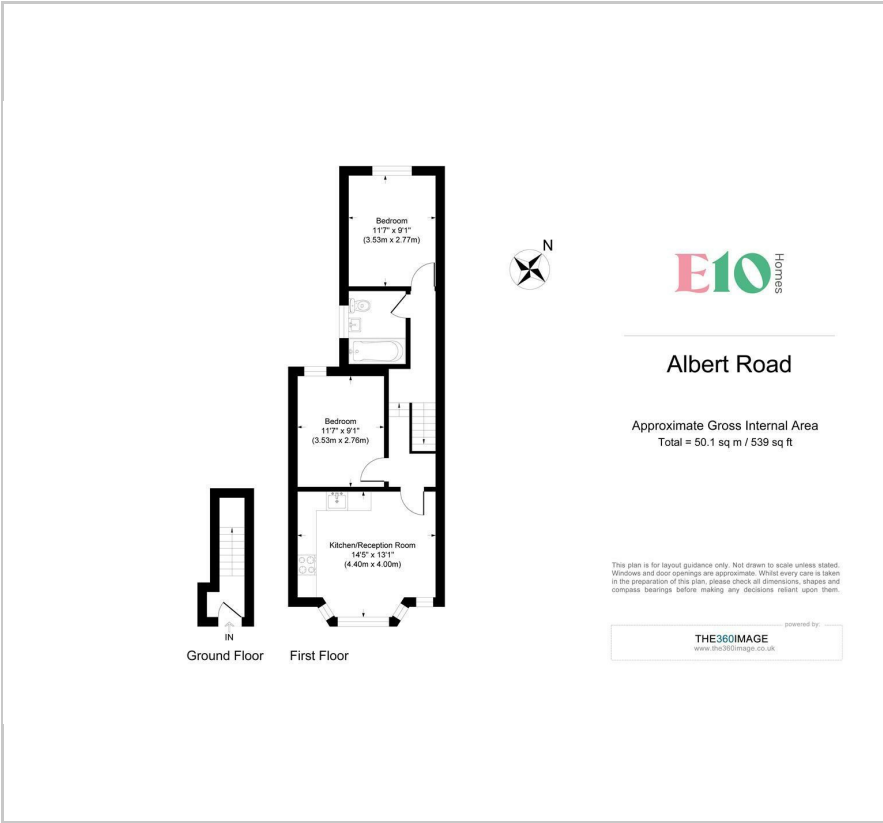 Bedroom
11'7" x 9'1"
(3.53m x 2.77m)
N
E10
Homes
Albert Road
Approximate Gross Internal Area
Total = 50.1 sq m / 539 sq ft
Bedroom
11'7" x 9'1"
(3.53m x 2.76m)
Kitchen/Reception Room
14'5" x 13'1"
(4.40m x 4.00m)
IN
Ground Floor
First Floor
This plan is for layout guidance only. Not drawn to scale unless stated.
Windows and door openings are approximate. Whilst every care is taken
in the preparation of this plan, please check all dimensions, shapes and
compass bearings before making any decisions reliant upon them.
powered by:
THE360IMAGE
www.the360image.co.uk